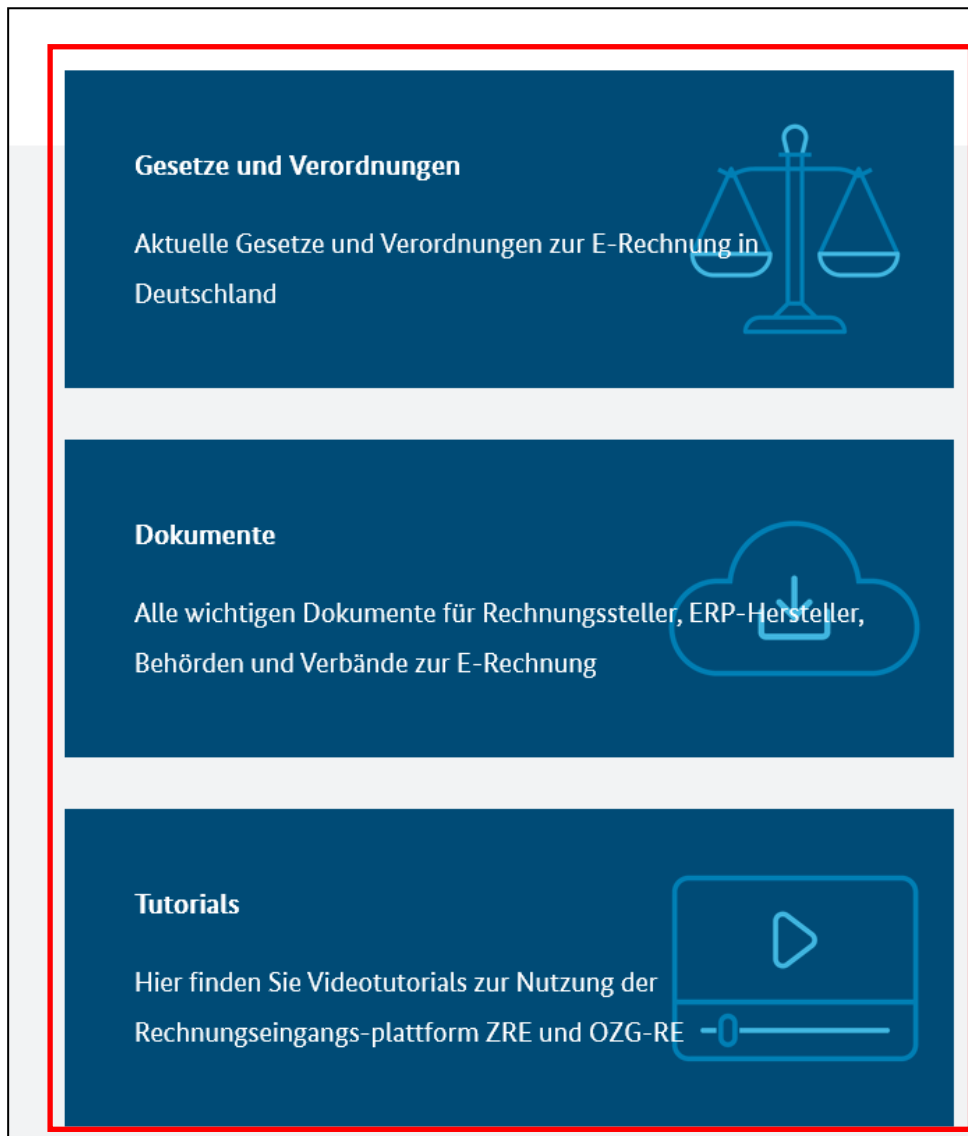 Gesetze und Verordnungen
Aktuelle Gesetze und Verordnungen zur E-Rechnung in
Deutschland
Dokumente
Alle wichtigen Dokumente für Rechnungssteller, ERP-Hersteller,
Behörden und Verbände zur E-Rechnung
Tutorials
Hier finden Sie Videotutorials zur Nutzung der
Rechnungseingangs-plattform ZRE und OZG-RE